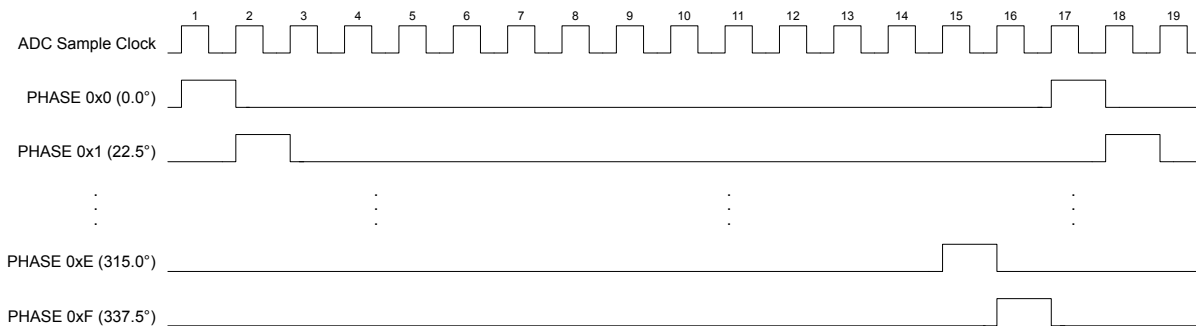 1 2 3 4 5 6 7 8 9 10 11 12 13 14 15 16 17 18 19
ADC Sample Clock
PHASE 0x0 (0.0°)
PHASE 0x1 (22.5°)
PHASE 0xE (315.0°)
PHASE 0xF (337.5°)